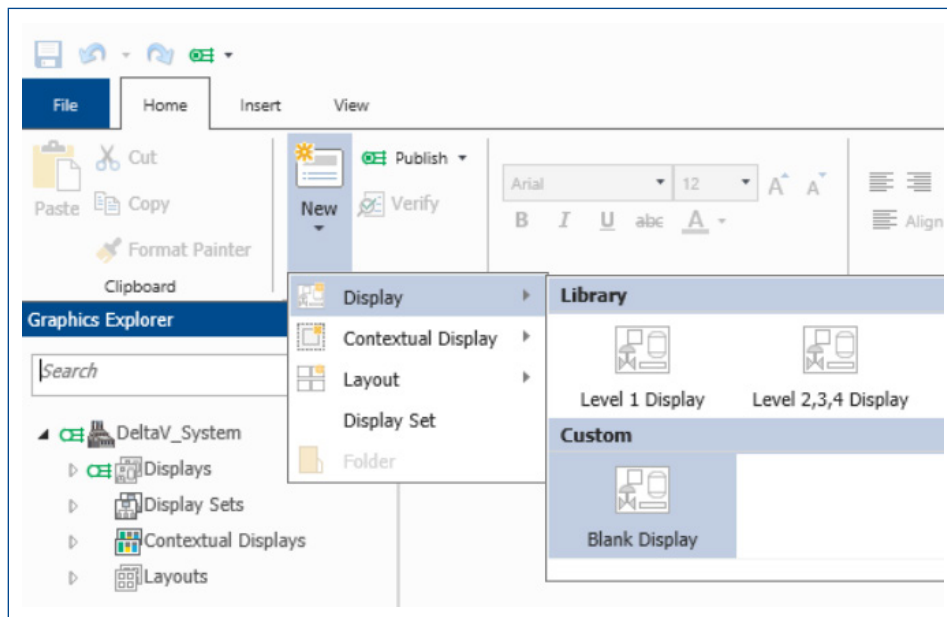 File Home Insert View
Paste
Cut
Copy
Format Painter
Clipboard
New
Publish
Verify
Arial 12 A A
B I U abc A
Align
Graphics Explorer
Search
DeltaV_System
Displays
Display Sets
Contextual Displays
Layouts
Display
Contextual Display
Layout
Display Set
Folder
Library
Level 1 Display Level 2,3,4 Display
Custom
Blank Display